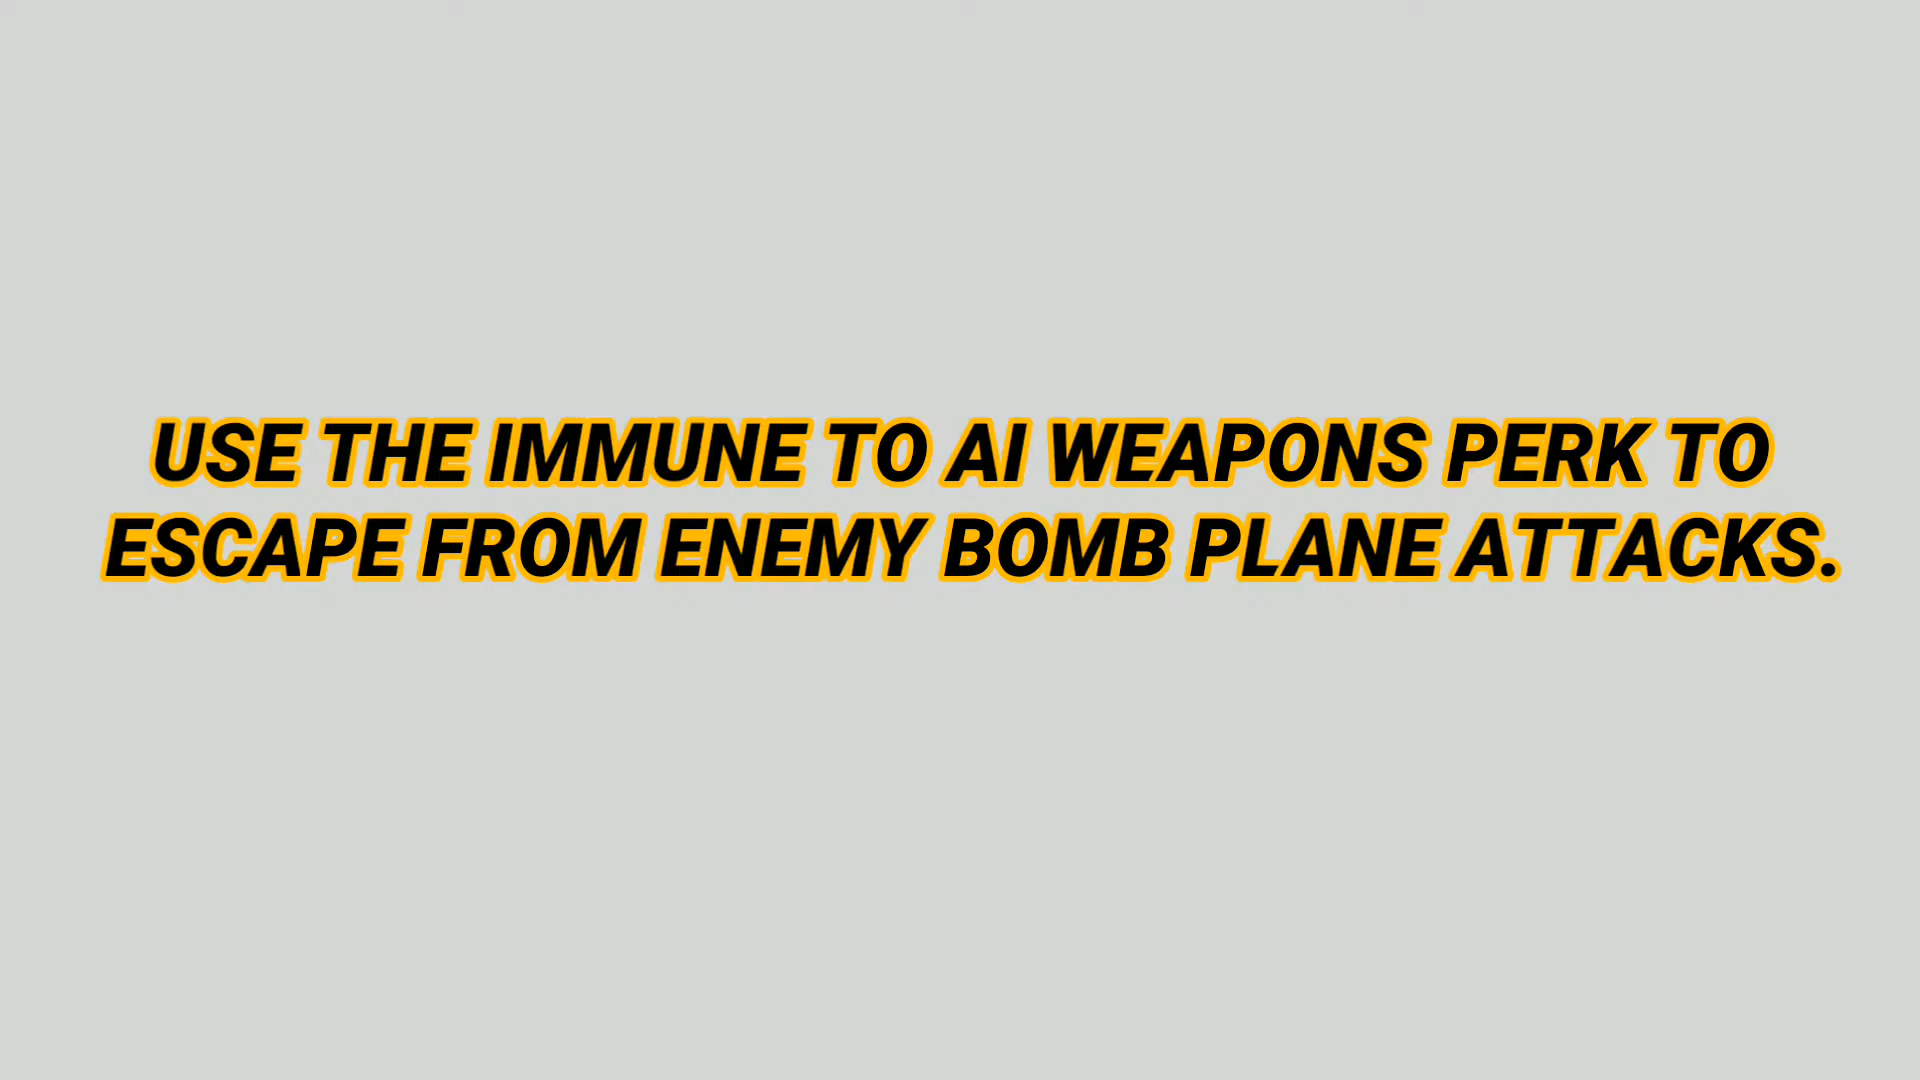 USE THE IMMUNE TO AI WEAPONS PERK TO
ESCAPE FROM ENEMY BOMB PLANE ATTACKS.